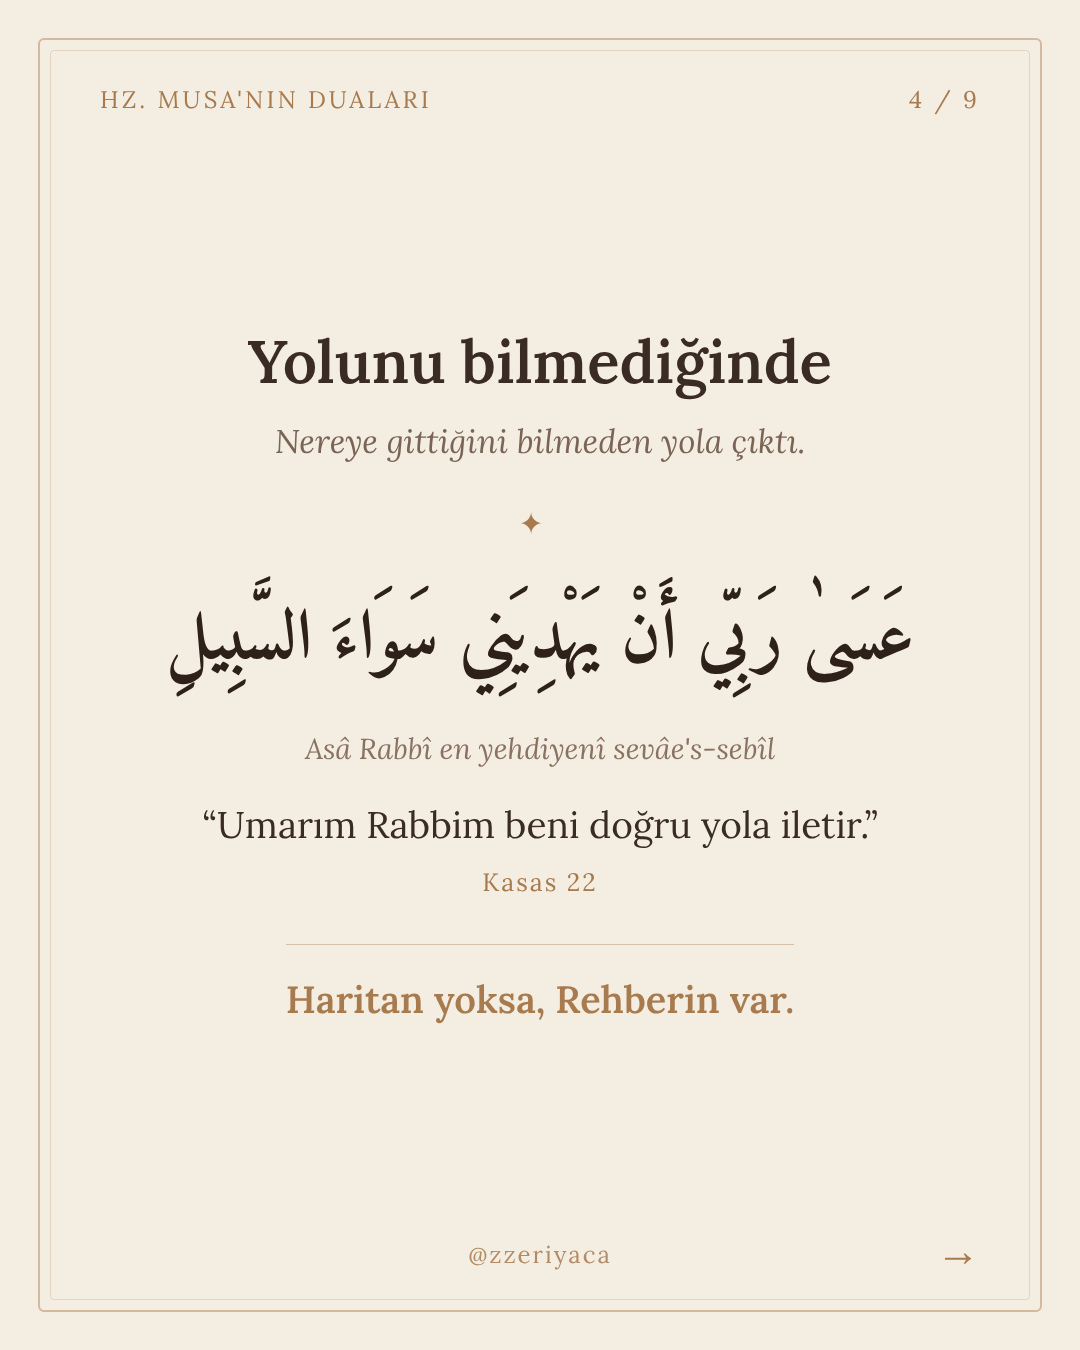 HZ. MUSA'NIN DUALARI
4 / 9
Yolunu bilmediğinde
Nereye gittiğini bilmeden yola çıktı.
✦
عَسَىٰ رَبِّي أَنْ يَهْدِيَنِي سَوَاءَ السَّبِيلِ
Asâ Rabbî en yehdiyenî sevâe's-sebîl
“Umarım Rabbim beni doğru yola iletir.”
Kasas 22
Haritan yoksa, Rehberin var.
@zzeriyaca
→